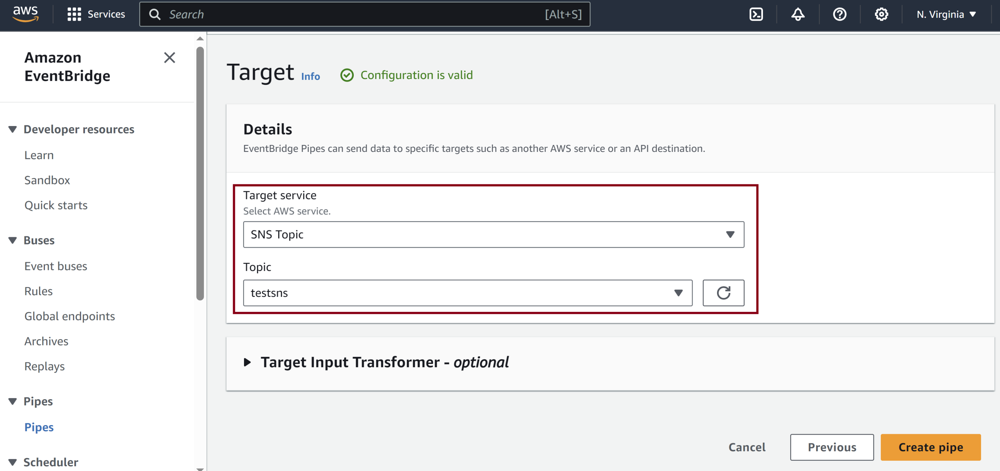 aws
Services
Search
[Alt+S]
N. Virginia
Amazon
EventBridge
Developer resources
Learn
Sandbox
Quick starts
Buses
Event buses
Rules
Global endpoints
Archives
Replays
Pipes
Pipes
Scheduler
Target Info
Configuration is valid
Details
EventBridge Pipes can send data to specific targets such as another AWS service or an API destination.
Target service
Select AWS service.
SNS Topic
Topic
testsns
Target Input Transformer - optional
Cancel
Previous
Create pipe